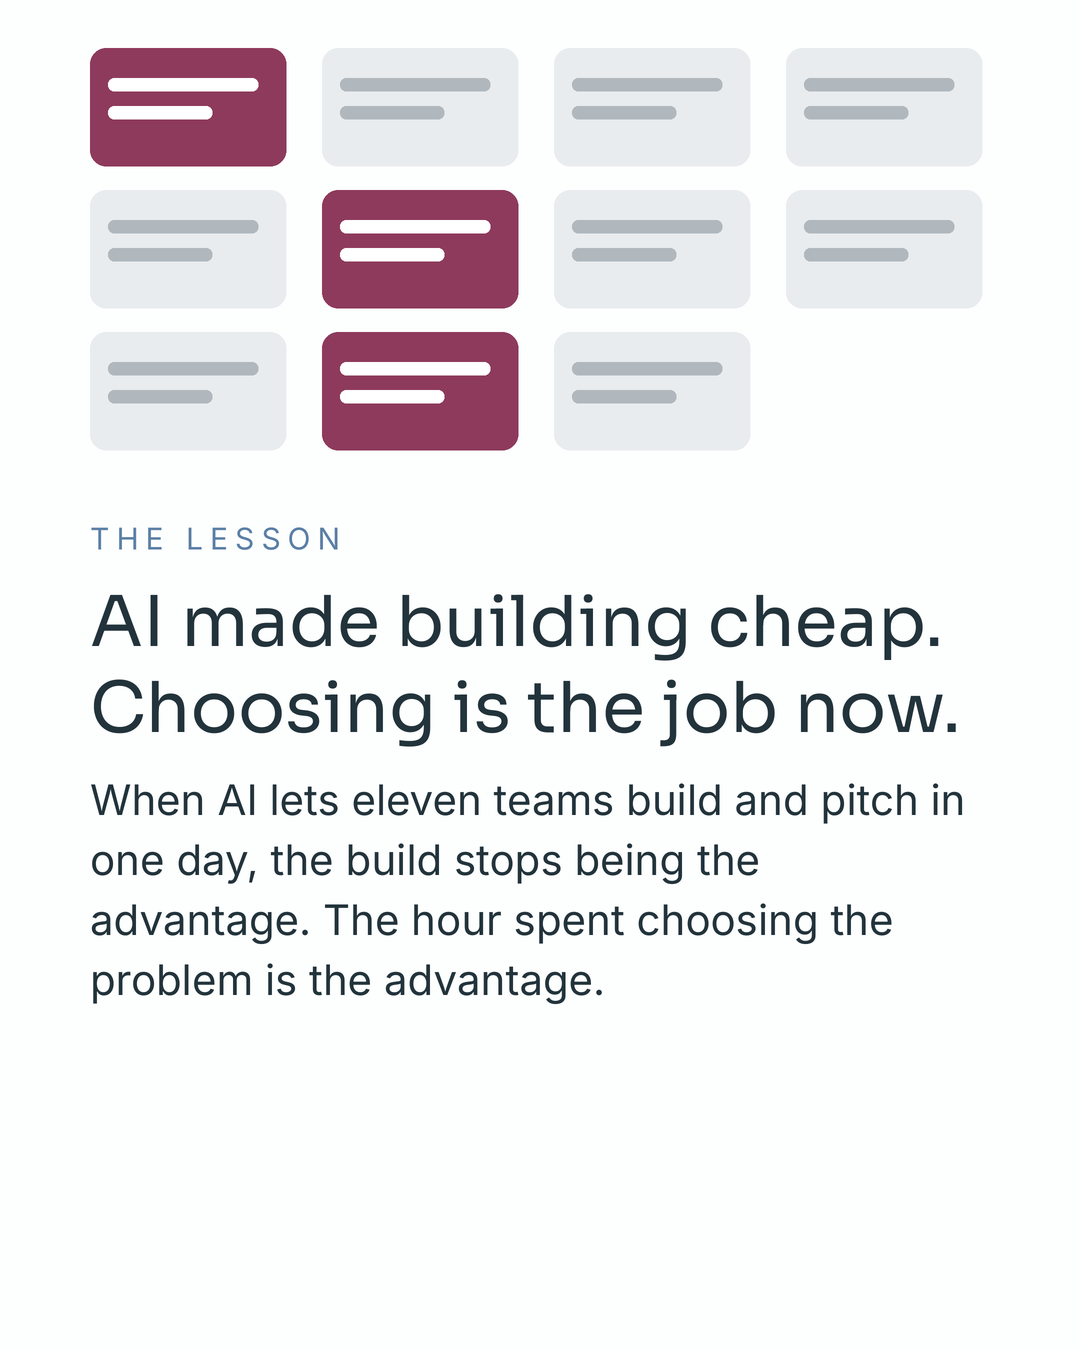 THE LESSON
AI made building cheap.
Choosing is the job now.
When AI lets eleven teams build and pitch in
one day, the build stops being the
advantage. The hour spent choosing the
problem is the advantage.